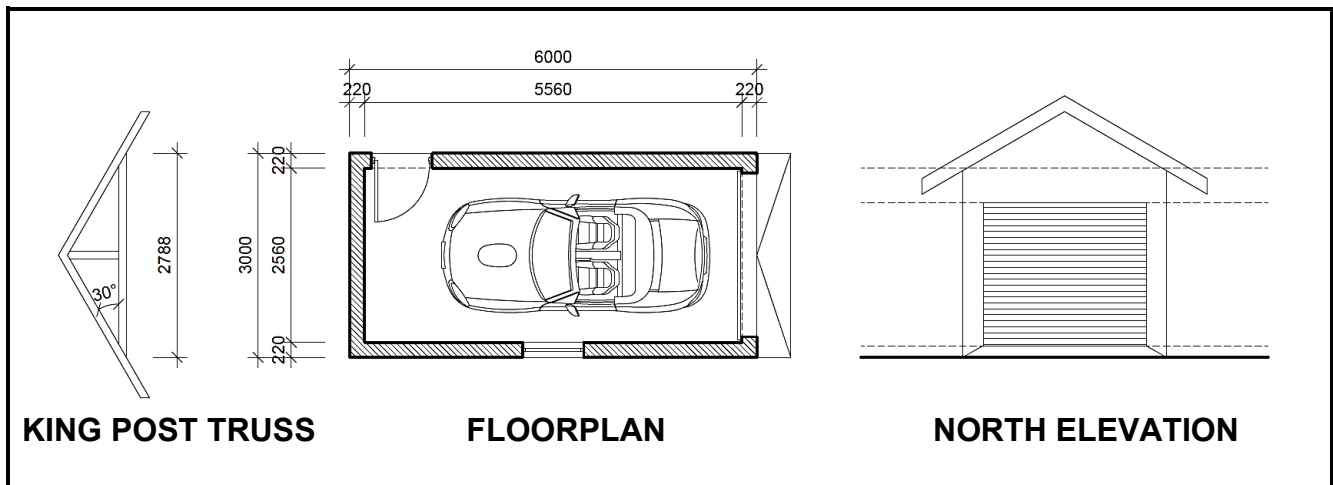 6000
220 5560 220
30°
2788
3000
220
2560
220
KING POST TRUSS
FLOORPLAN
NORTH ELEVATION